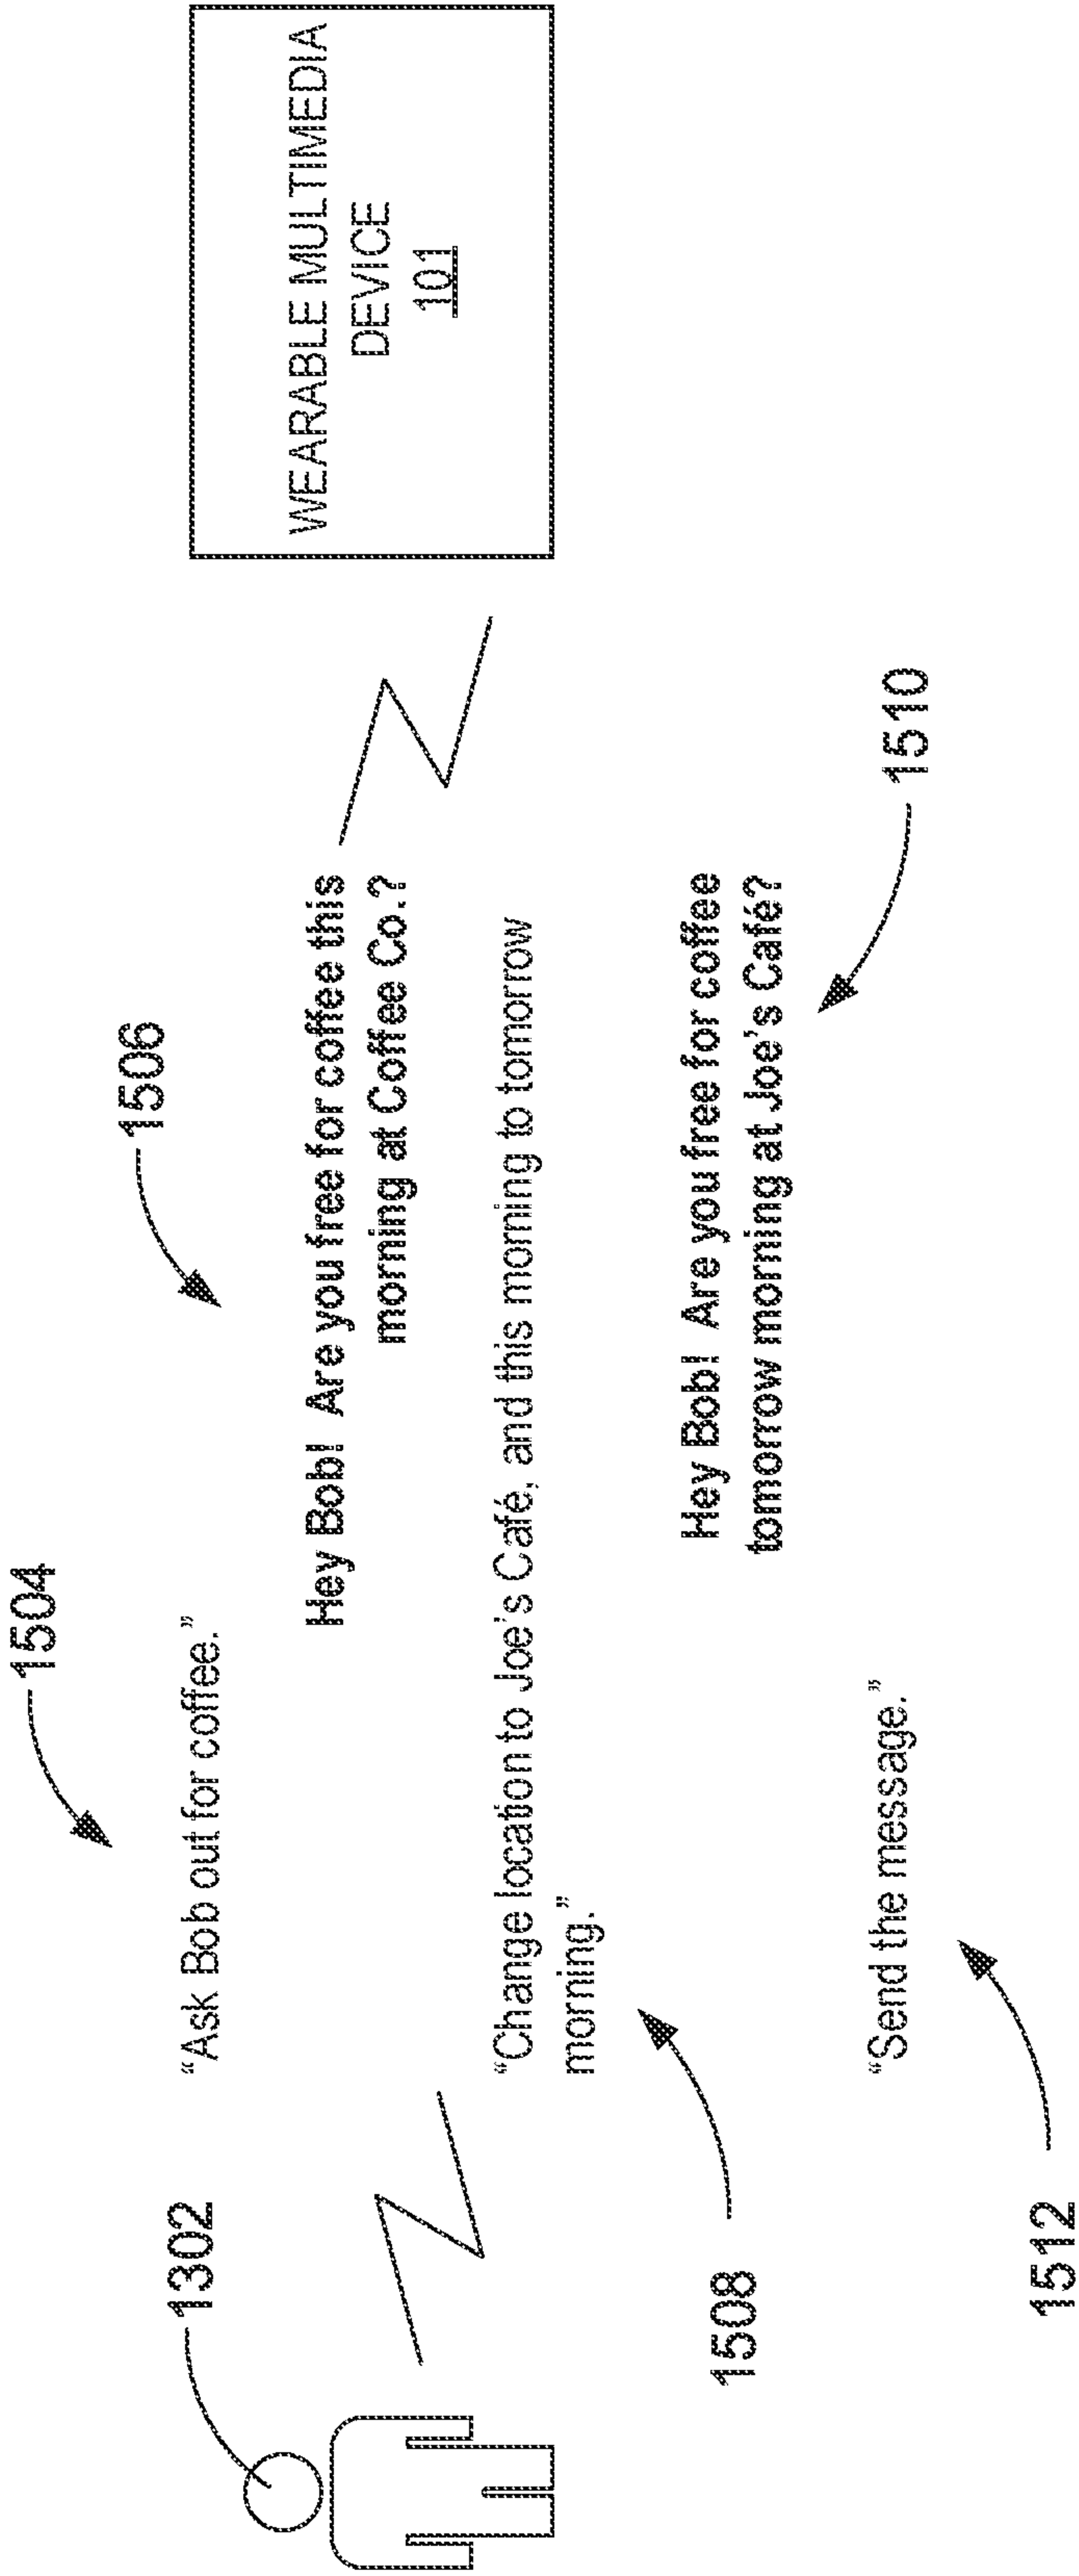 1504
1506
1302
“Ask Bob out for coffee.”
Hey Bob!  Are you free for coffee this
morning at Coffee Co.?
WEARABLE MULTIMEDIA
DEVICE
101
“Change location to Joe’s Café, and this morning to tomorrow
morning.”
1508
Hey Bob!  Are you free for coffee
tomorrow morning at Joe’s Café?
1510
“Send the message.”
1512